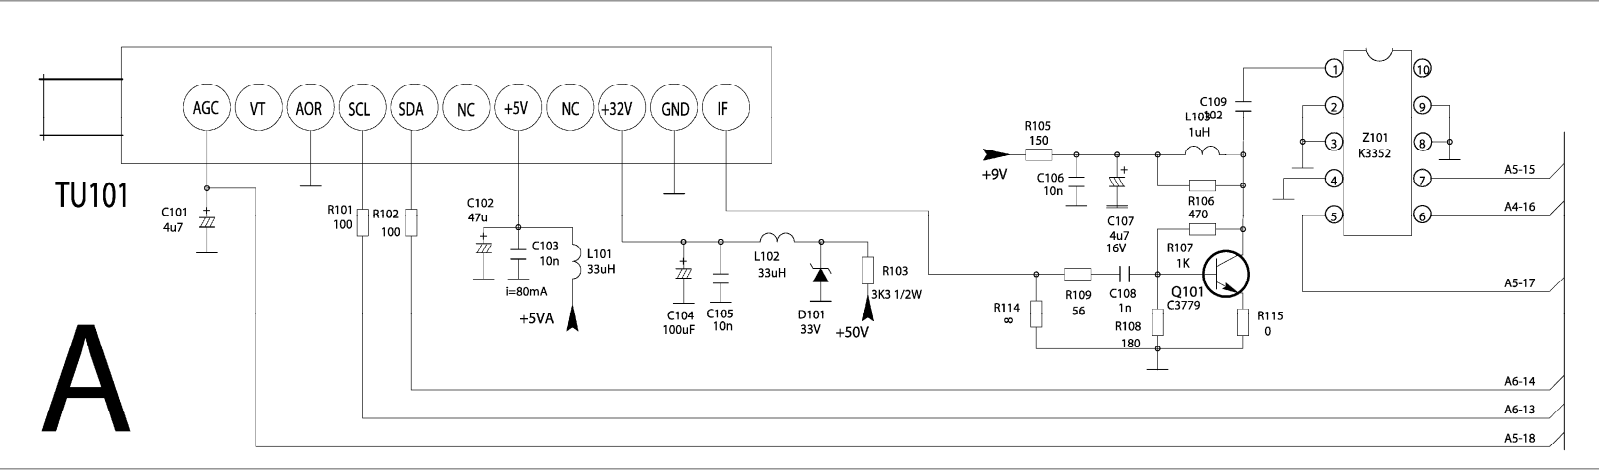 AGC VT AOR SCL SDA NC +5V NC +32V GND IF
TU101
C101
4u7
R101
100
R102
100
C102
47u
C103
10n
L101
33uH
i=80mA
+5VA
C104
100uF
C105
10n
L102
33uH
D101
33V
R103
3K3 1/2W
+50V
+9V
R105
150
C106
10n
C107
4u7
16V
L103
1uH
C109
102
R106
470
R107
1K
Q101
C3779
R114
∞
R109
56
C108
1n
R108
180
R115
0
Z101
K3352
1
2
3
4
5
10
9
8
7
6
A5-15
A4-16
A5-17
A6-14
A6-13
A5-18
A